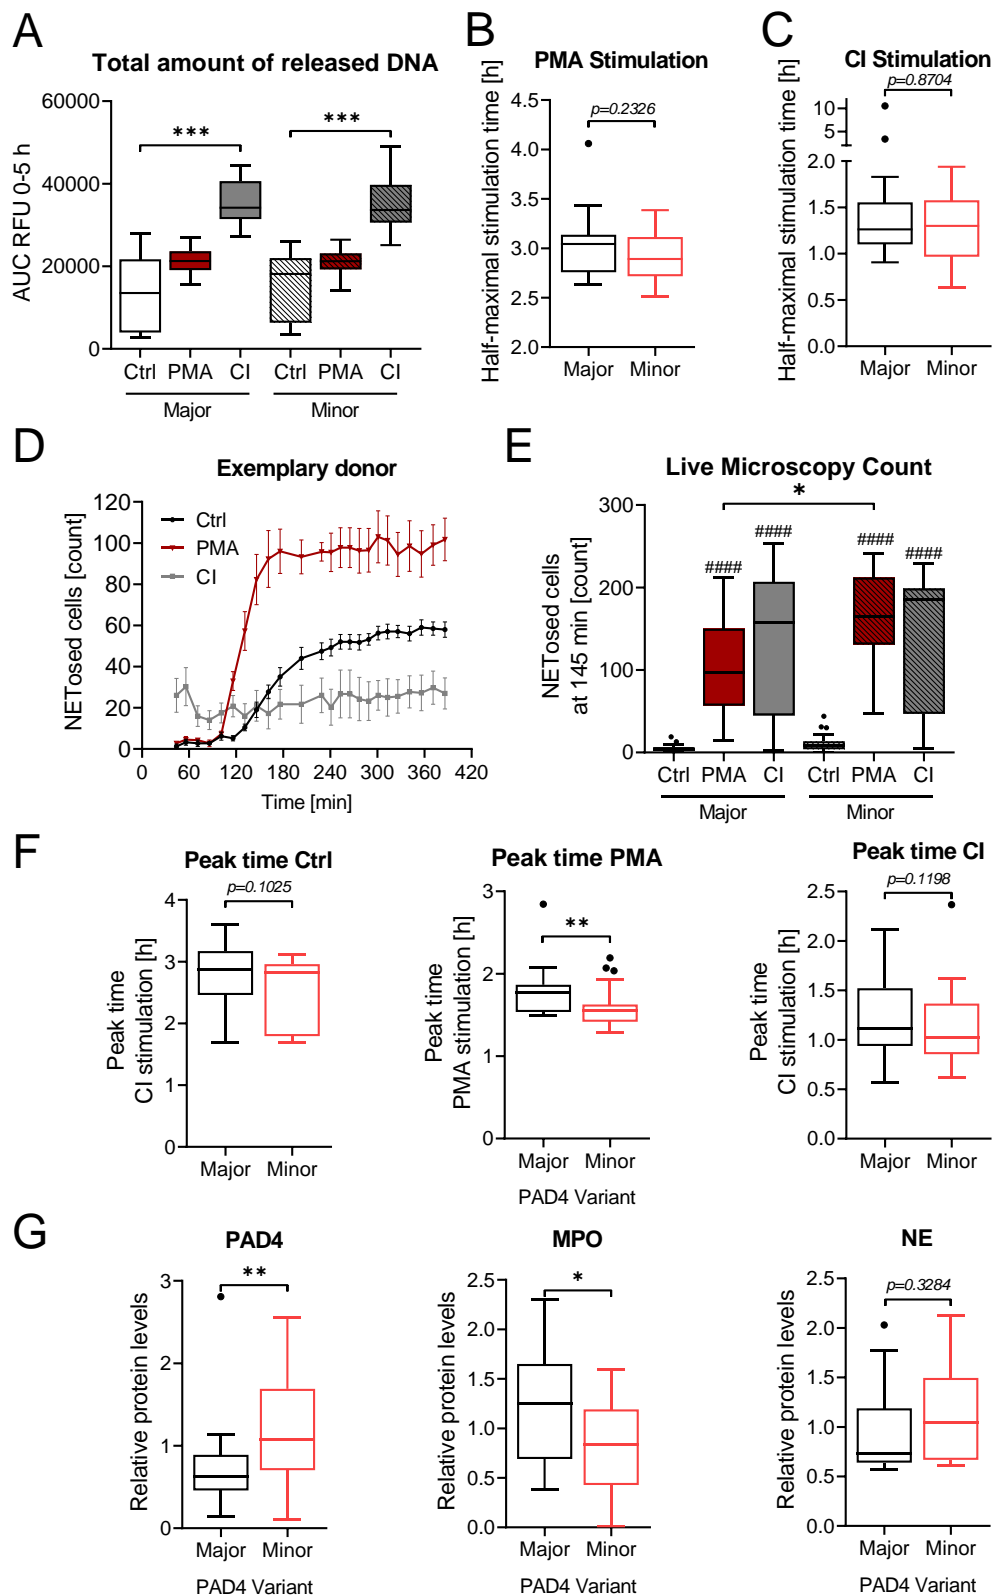 A
Total amount of released DNA
AUC RFU 0-5 h
60000
40000
20000
0
***
***
Ctrl PMA CI Ctrl PMA CI
Major Minor
B
PMA Stimulation
Half-maximal stimulation time [h]
4.5
4.0
3.5
3.0
2.5
2.0
p=0.2326
Major Minor
C
CI Stimulation
Half-maximal stimulation time [h]
10
5
2.0
1.5
1.0
0.5
0.0
p=0.8704
Major Minor
D
Exemplary donor
NETosed cells [count]
120
100
80
60
40
20
0
Ctrl
PMA
CI
0 60 120 180 240 300 360 420
Time [min]
E
Live Microscopy Count
NETosed cells
at 145 min [count]
300
200
100
0
*
####
####
####
####
Ctrl PMA CI Ctrl PMA CI
Major Minor
F
Peak time Ctrl
Peak time
CI stimulation [h]
4
3
2
1
0
p=0.1025
Major Minor
Peak time PMA
Peak time
PMA stimulation [h]
3
2
1
0
**
Major Minor
PAD4 Variant
Peak time CI
Peak time
CI stimulation [h]
2.5
2.0
1.5
1.0
0.5
0.0
p=0.1198
Major Minor
G
PAD4
Relative protein levels
3
2
1
0
**
Major Minor
PAD4 Variant
MPO
Relative protein levels
2.5
2.0
1.5
1.0
0.5
0.0
*
Major Minor
PAD4 Variant
NE
Relative protein levels
2.5
2.0
1.5
1.0
0.5
0.0
p=0.3284
Major Minor
PAD4 Variant